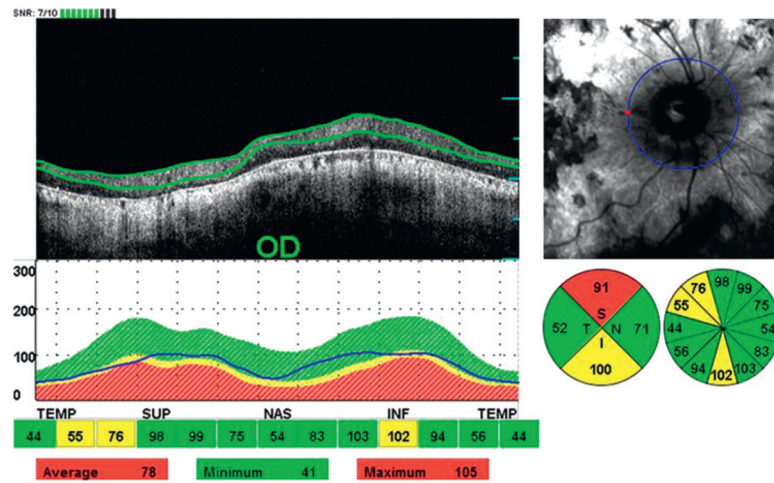 SNR: 7/10
OD
300
200
100
0
TEMP SUP NAS INF TEMP
44 55 76 98 99 75 54 83 103 102 94 56 44
Average 78 Minimum 41 Maximum 105
91
S
52 T N 71
I
100
98
76 99
55 75
44 54
56 83
94 103
102